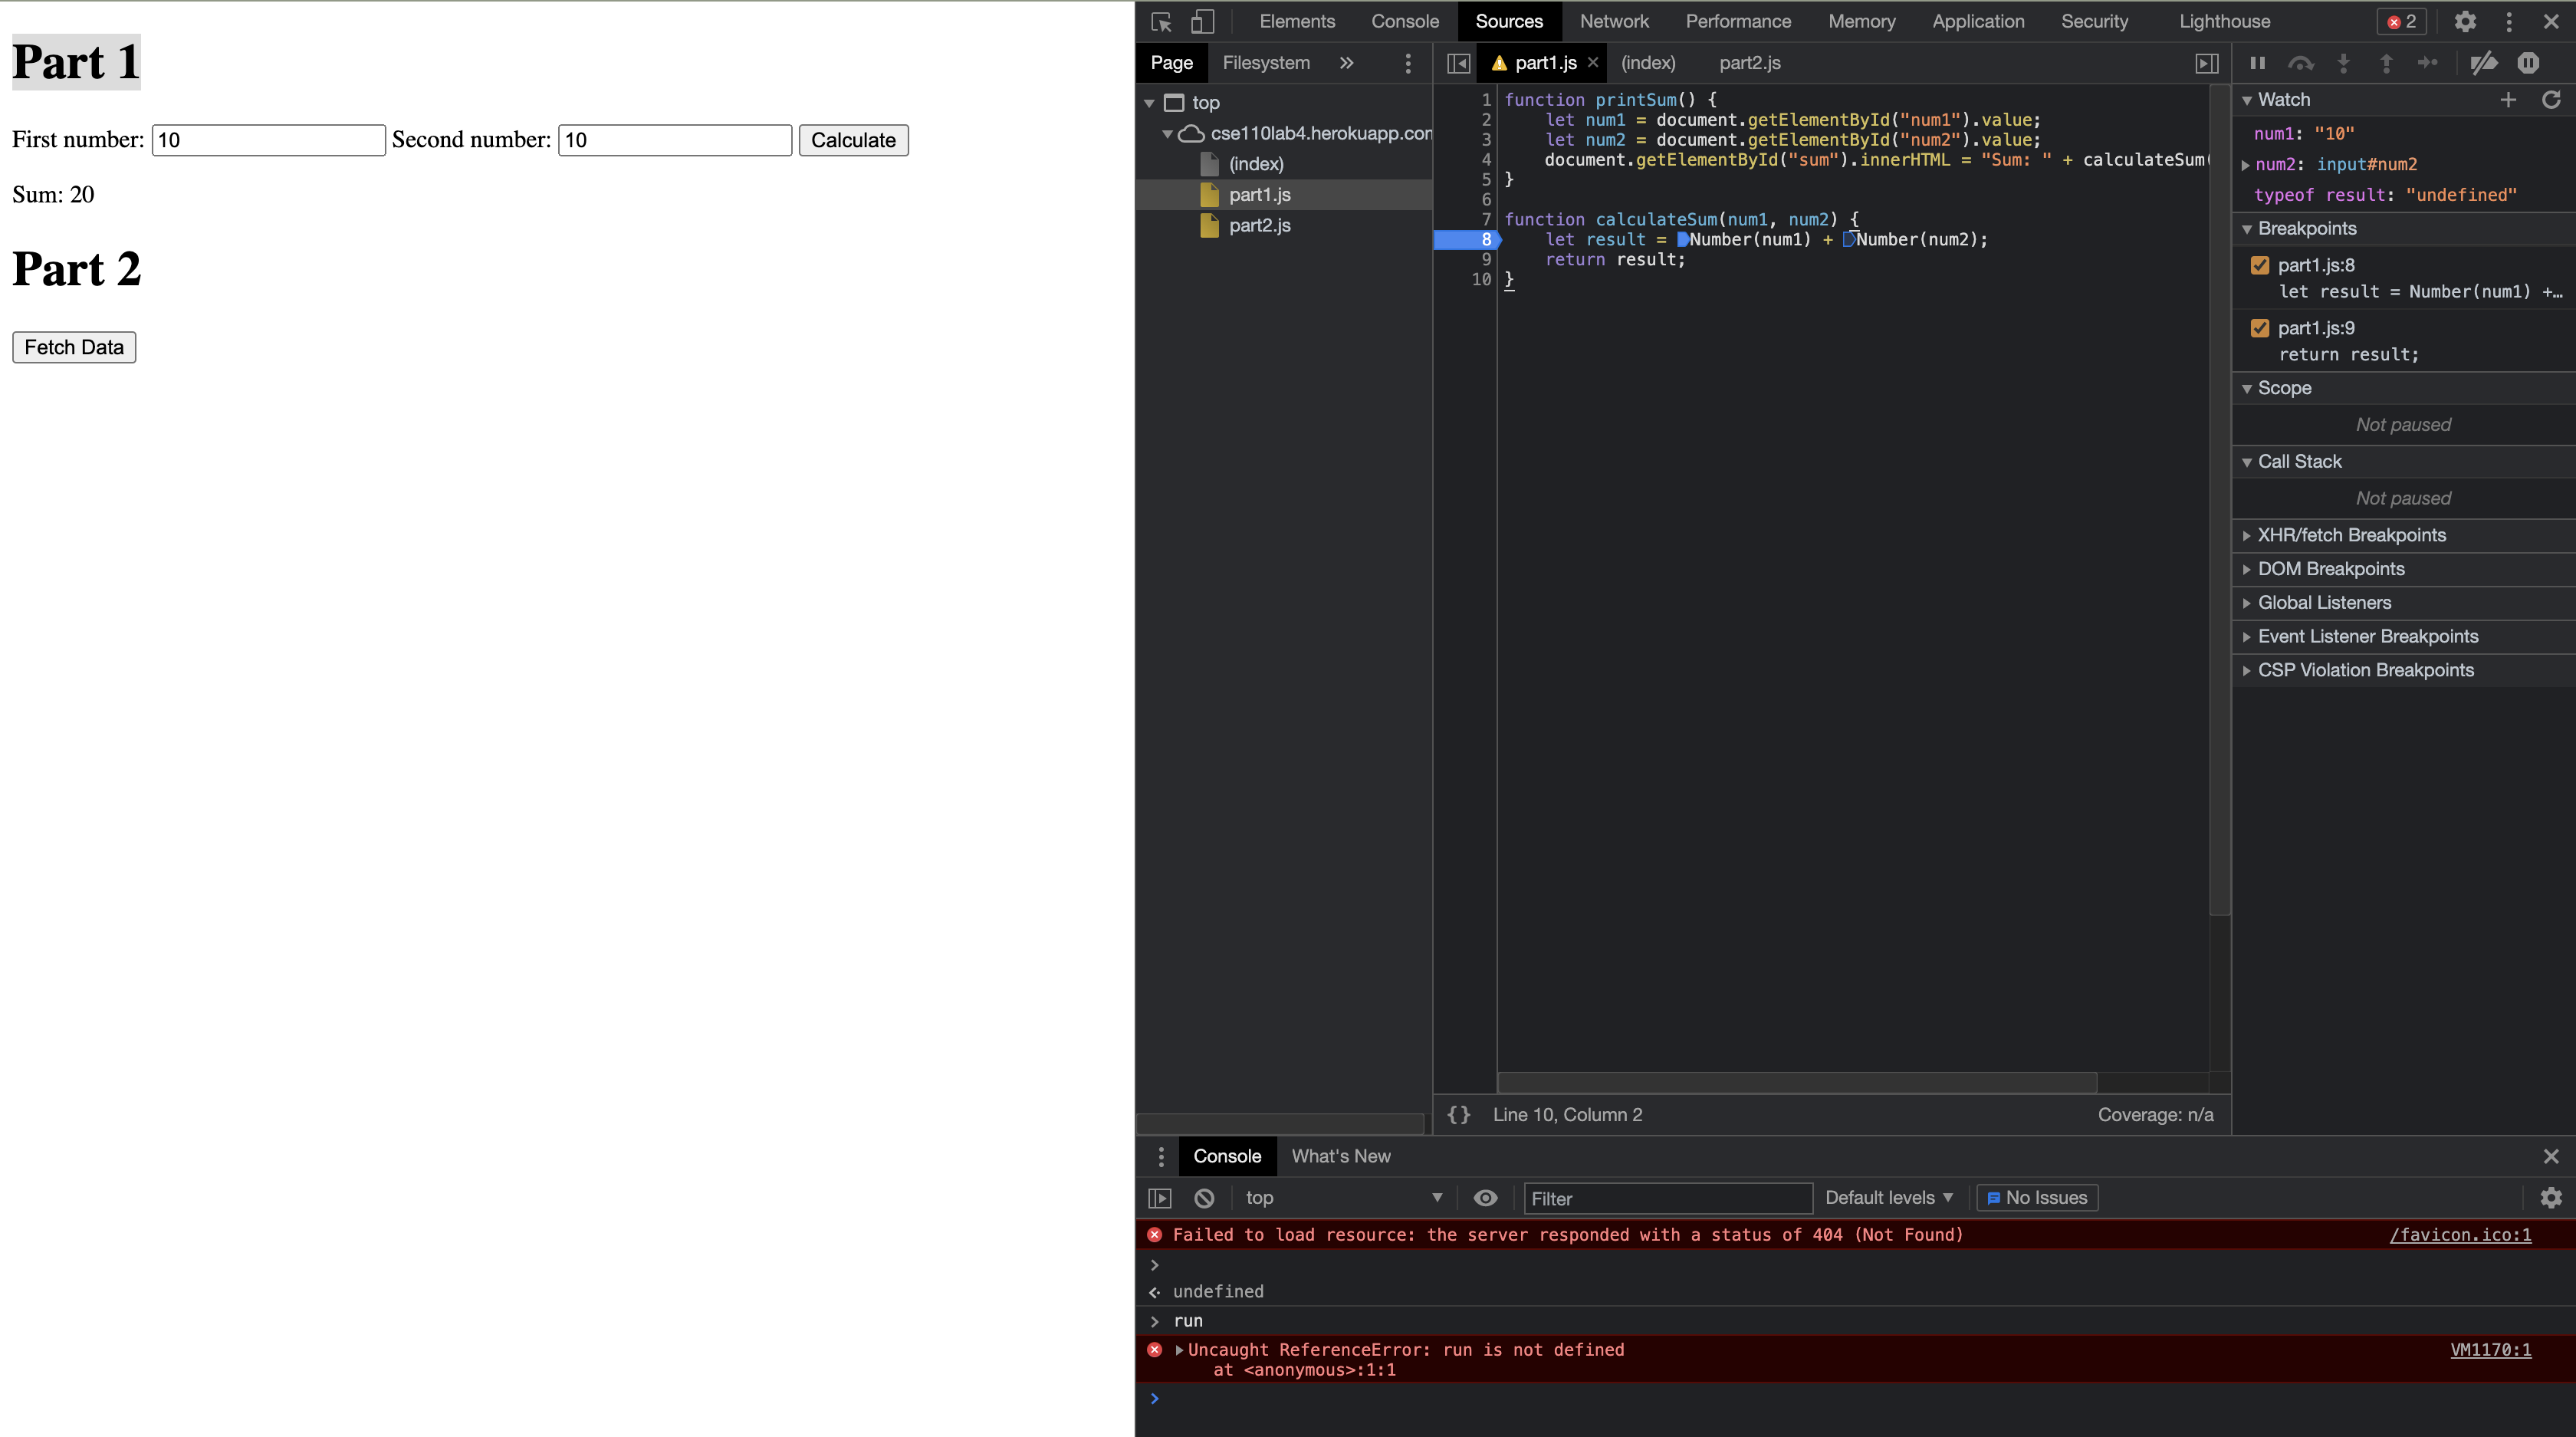 Part 1
First number: 10 Second number: 10 Calculate
Sum: 20
Part 2
Fetch Data
Elements Console Sources Network Performance Memory Application Security Lighthouse 2
Page Filesystem
top
cse110lab4.herokuapp.com
(index)
part1.js
part2.js
part1.js (index) part2.js
1 function printSum() {
2 let num1 = document.getElementById("num1").value;
3 let num2 = document.getElementById("num2").value;
4 document.getElementById("sum").innerHTML = "Sum: " + calculateSum(
5 }
6
7 function calculateSum(num1, num2) {
8 let result = Number(num1) + Number(num2);
9 return result;
10 }
{} Line 10, Column 2 Coverage: n/a
Watch
num1: "10"
num2: input#num2
typeof result: "undefined"
Breakpoints
part1.js:8
let result = Number(num1) +…
part1.js:9
return result;
Scope
Not paused
Call Stack
Not paused
XHR/fetch Breakpoints
DOM Breakpoints
Global Listeners
Event Listener Breakpoints
CSP Violation Breakpoints
Console What's New
top Filter Default levels No Issues
Failed to load resource: the server responded with a status of 404 (Not Found) /favicon.ico:1
undefined
run
Uncaught ReferenceError: run is not defined VM1170:1
at <anonymous>:1:1